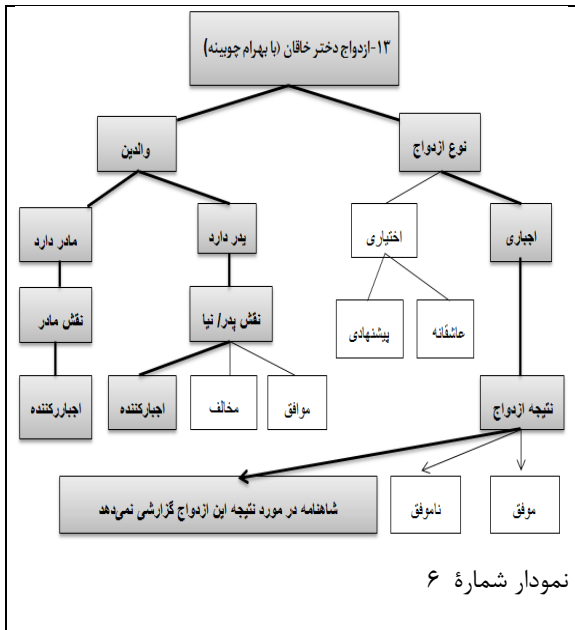 ۱۳-ازدواج دختر خاقان (با بهرام چوبینه)
نوع ازدواج
والدین
اجباری
اختیاری
پدر دارد
مادر دارد
عاشقانه
پیشنهادی
نقش پدر/ نیا
نقش مادر
موافق
مخالف
اجبارکننده
اجباررکننده
نتیجه ازدواج
موفق
ناموفق
شاهنامه در مورد نتیجه این ازدواج گزارشی نمی‌دهد
نمودار شمارهٔ ۶